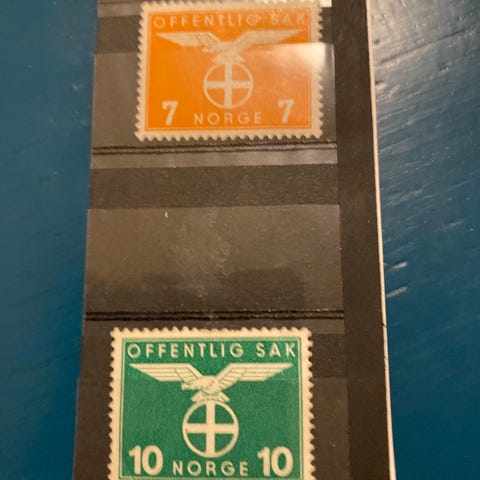 OFFENTLIG SAK
7 7
NORGE
OFFENTLIG SAK
10 NORGE 10